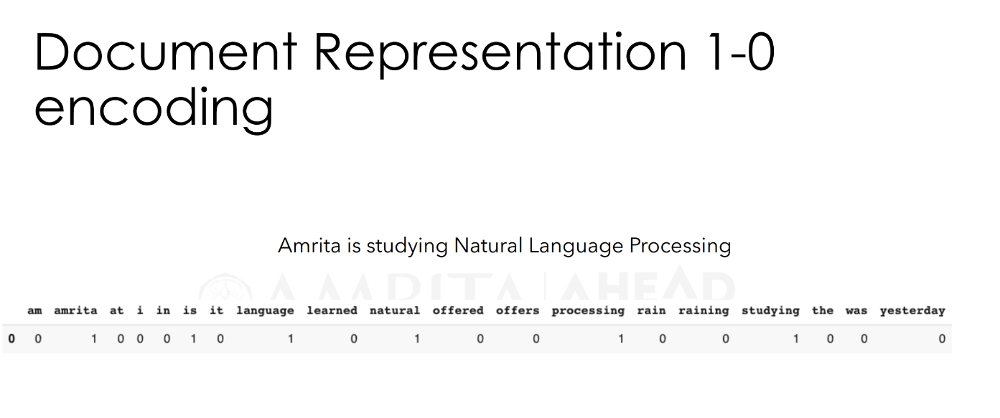 Document Representation 1-0
encoding
Amrita is studying Natural Language Processing
AMRITA | AHEAD
am amrita at i in is it language learned natural offered offers processing rain raining studying the was yesterday
0 0 1 0 0 0 1 0 1 0 1 0 0 1 0 0 1 0 0 0